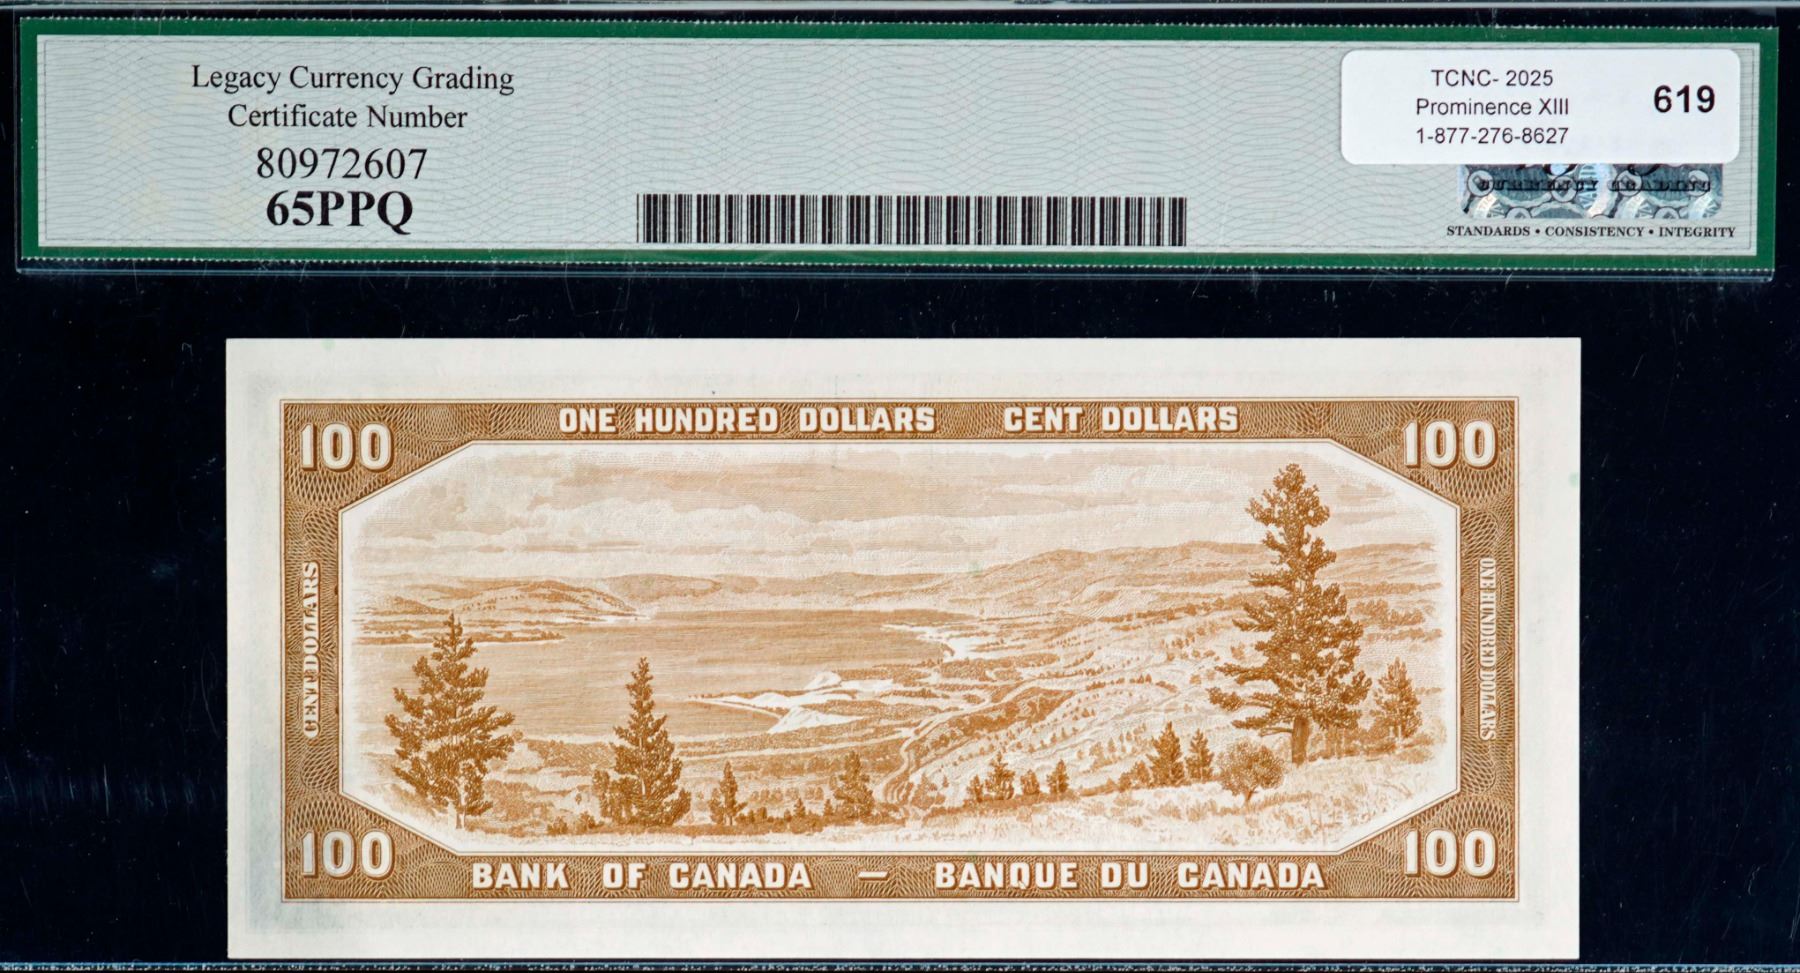 Legacy Currency Grading
Certificate Number
80972607
65PPQ
TCNC- 2025
Prominence XIII
1-877-276-8627
619
CURRENCY GRADING
STANDARDS • CONSISTENCY • INTEGRITY
ONE HUNDRED DOLLARS CENT DOLLARS
100
100
CENT DOLLARS
ONE HUNDRED DOLLARS
100
100
BANK OF CANADA — BANQUE DU CANADA